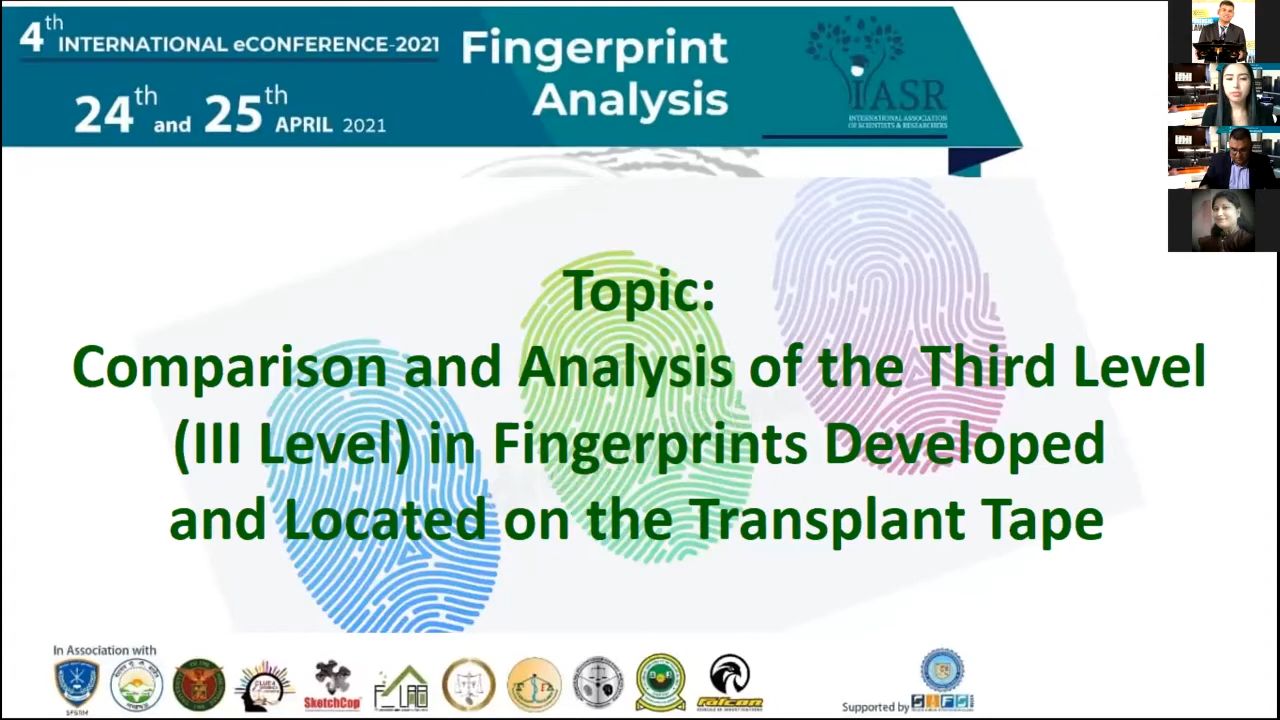 4th INTERNATIONAL eCONFERENCE-2021
24th and 25th APRIL 2021
Fingerprint
Analysis
IASR
INTERNATIONAL ASSOCIATION
OF SCIENTISTS & RESEARCHERS
Topic:
Comparison and Analysis of the Third Level
(III Level) in Fingerprints Developed
and Located on the Transplant Tape
In Association with
SketchCop
Falcon
Supported by
SIFS